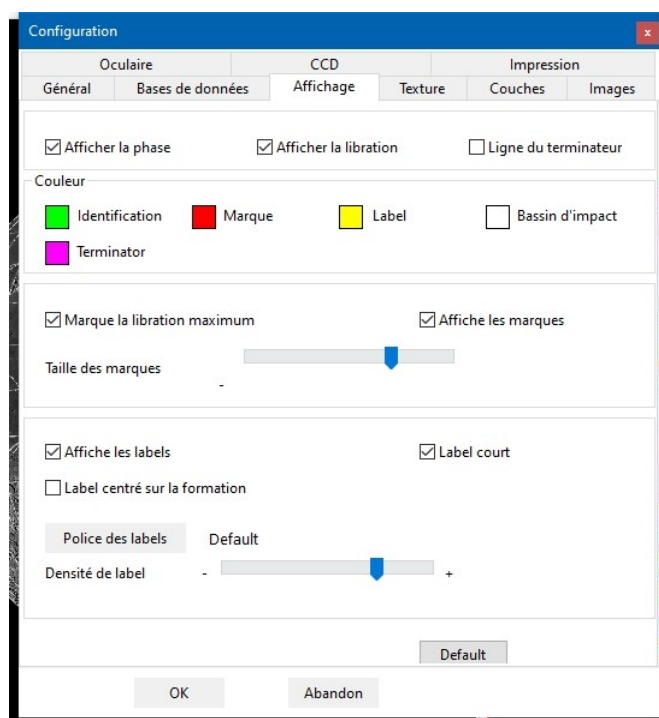 Configuration x
Oculaire CCD Impression
Général Bases de données Affichage Texture Couches Images
Afficher la phase Afficher la libration Ligne du terminateur
Couleur
Identification Marque Label Bassin d'impact
Terminator
Marque la libration maximum Affiche les marques
Taille des marques
-
Affiche les labels Label court
Label centré sur la formation
Police des labels Default
Densité de label - +
Default
OK Abandon